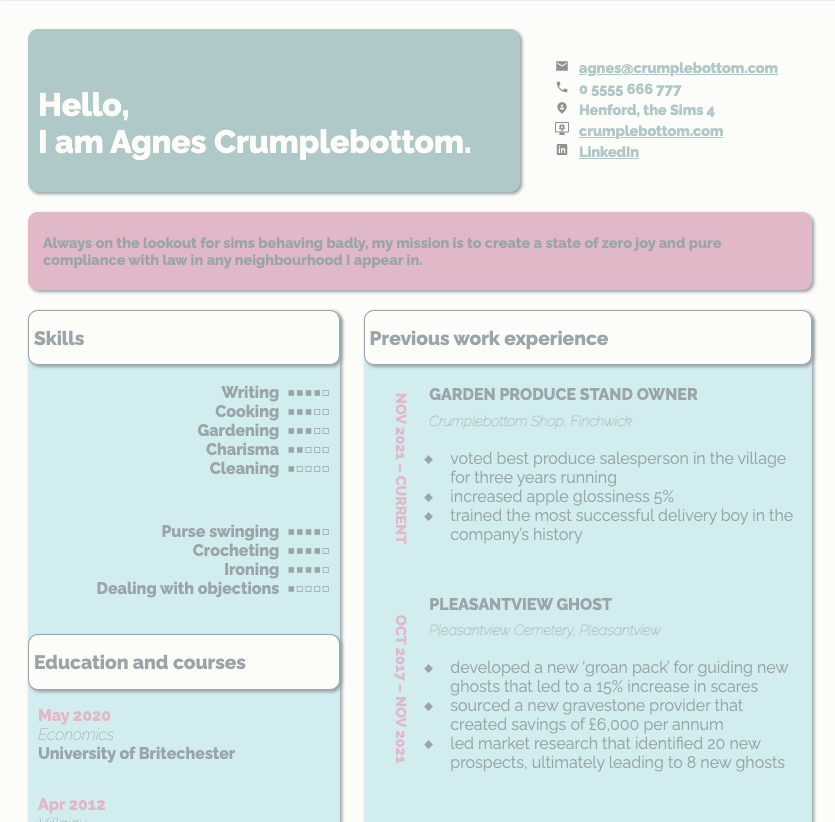 Hello,
I am Agnes Crumplebottom.
agnes@crumplebottom.com
0 5555 666 777
Henford, the Sims 4
crumplebottom.com
LinkedIn
Always on the lookout for sims behaving badly, my mission is to create a state of zero joy and pure
compliance with law in any neighbourhood I appear in.
Skills
Writing
Cooking
Gardening
Charisma
Cleaning
Purse swinging
Crocheting
Ironing
Dealing with objections
Education and courses
May 2020
Economics
University of Britechester
Apr 2012
Villainy
Previous work experience
NOV 2021 – CURRENT
GARDEN PRODUCE STAND OWNER
Crumplebottom Shop, Finchwick
voted best produce salesperson in the village
for three years running
increased apple glossiness 5%
trained the most successful delivery boy in the
company's history
OCT 2017 – NOV 2021
PLEASANTVIEW GHOST
Pleasantview Cemetery, Pleasantview
developed a new 'groan pack' for guiding new
ghosts that led to a 15% increase in scares
sourced a new gravestone provider that
created savings of £6,000 per annum
led market research that identified 20 new
prospects, ultimately leading to 8 new ghosts